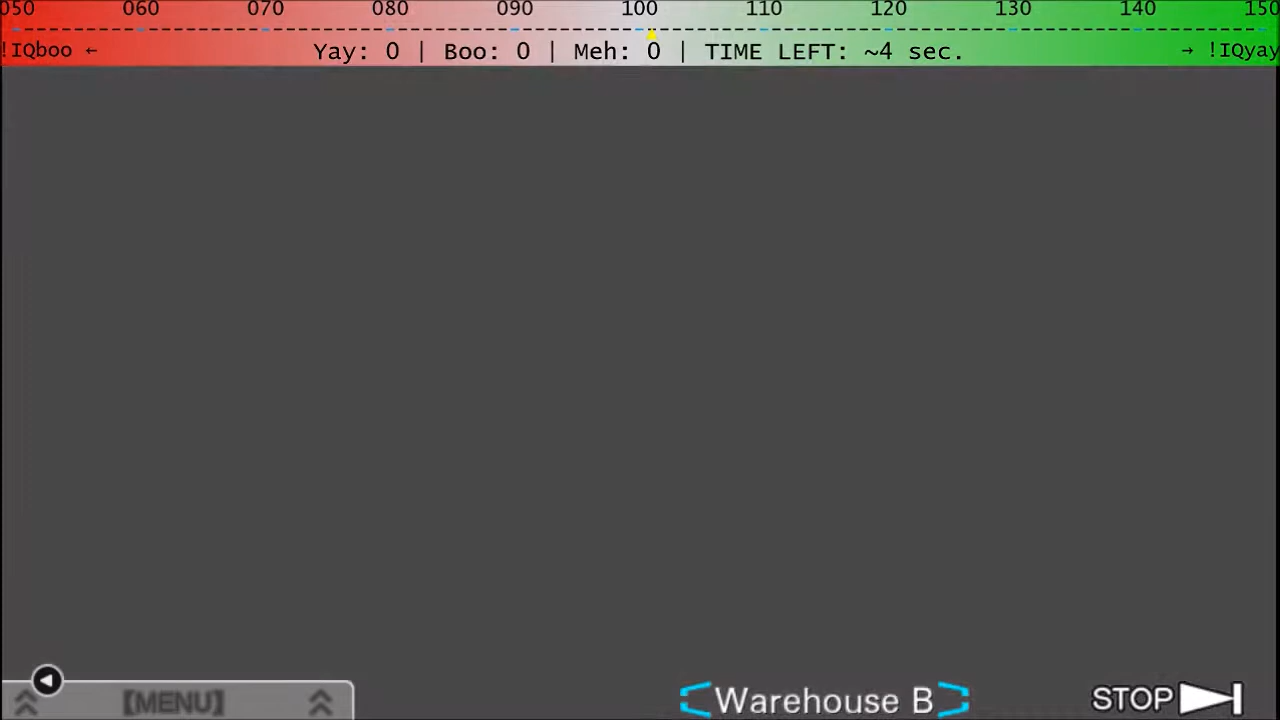 050 060 070 080 090 100 110 120 130 140 150
!IQboo ← Yay: 0 | Boo: 0 | Meh: 0 | TIME LEFT: ~4 sec. → !IQyay
【MENU】 Warehouse B STOP